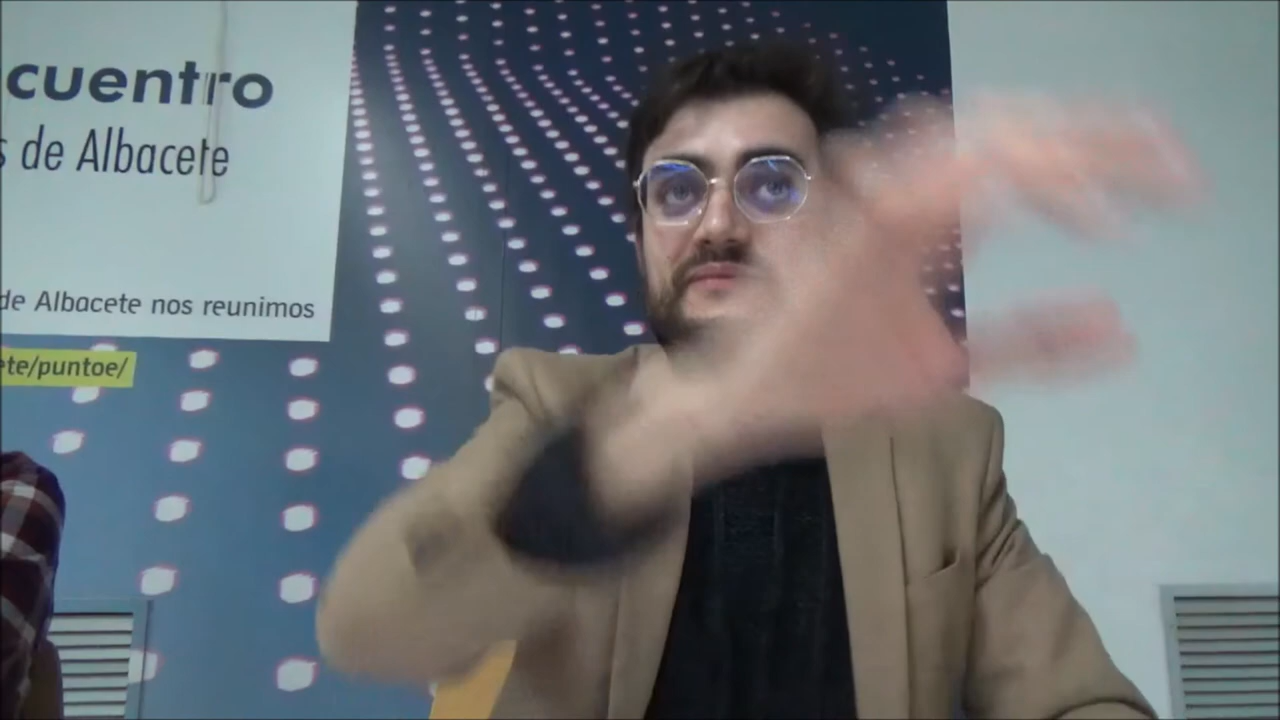 cuentro
de Albacete
de Albacete nos reunimos
ete/puntoe/